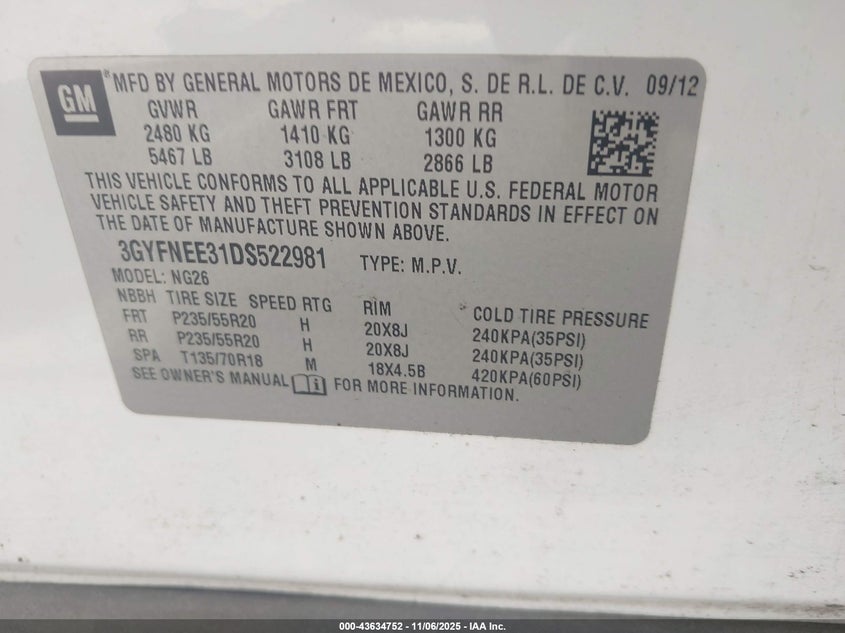 GM
® MFD BY GENERAL MOTORS DE MEXICO, S. DE R.L. DE C.V. 09/12
GVWR GAWR FRT GAWR RR
2480 KG 1410 KG 1300 KG
5467 LB 3108 LB 2866 LB
THIS VEHICLE CONFORMS TO ALL APPLICABLE U.S. FEDERAL MOTOR
VEHICLE SAFETY AND THEFT PREVENTION STANDARDS IN EFFECT ON
THE DATE OF MANUFACTURE SHOWN ABOVE.
3GYFNEE31DS522981 TYPE: M.P.V.
MODEL: NG26
NBBH TIRE SIZE SPEED RTG RIM COLD TIRE PRESSURE
FRT P235/55R20 H 20X8J 240KPA(35PSI)
RR P235/55R20 H 20X8J 240KPA(35PSI)
SPA T135/70R18 M 18X4.5B 420KPA(60PSI)
SEE OWNER'S MANUAL i FOR MORE INFORMATION.
000-43634752 — 11/06/2025 — IAA Inc.